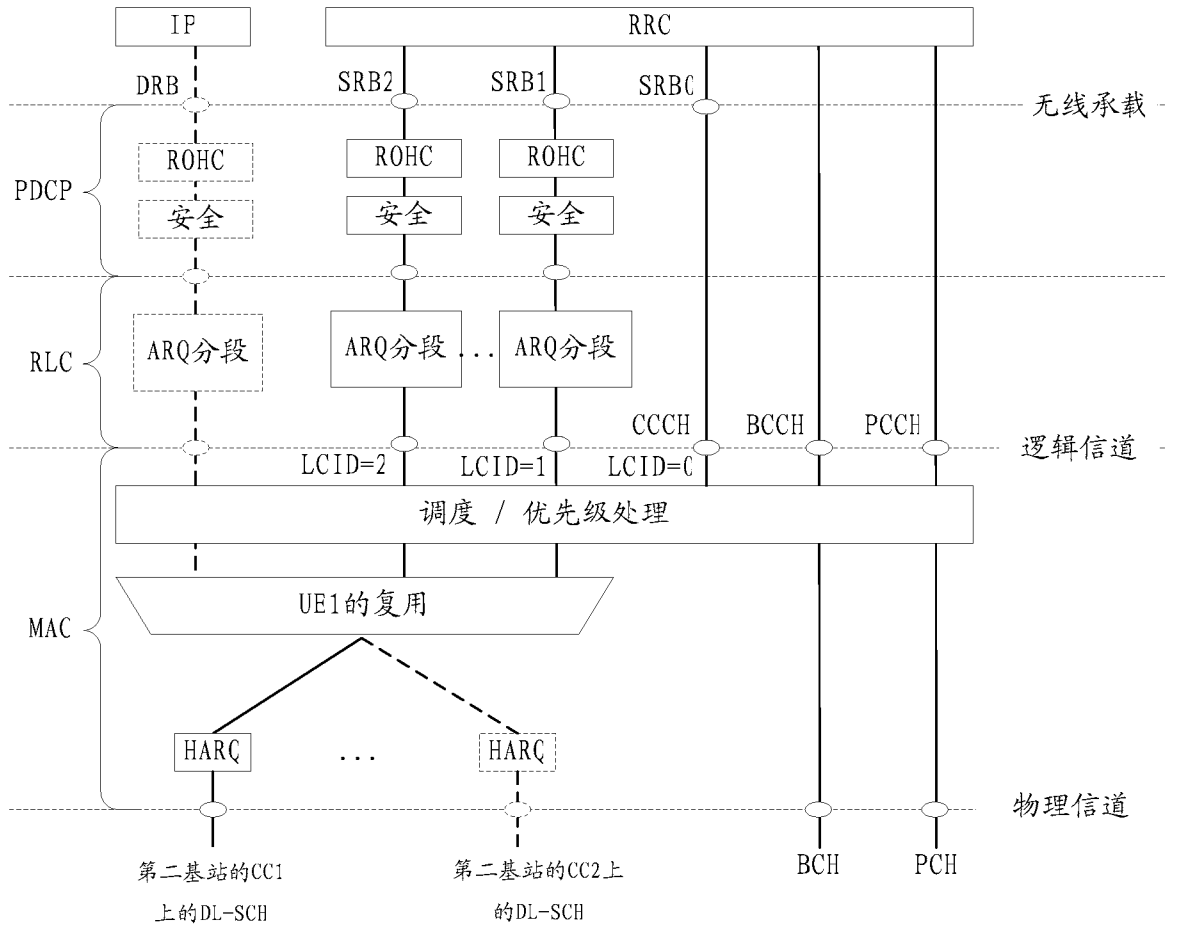 IP
RRC
DRB
SRB2
SRB1
SRB0
无线承载
ROHC
ROHC
ROHC
PDCP
安全
安全
安全
RLC
ARQ分段
ARQ分段
...
ARQ分段
CCCH
BCCH
PCCH
逻辑信道
LCID=2
LCID=1
LCID=0
调度 / 优先级处理
UE1的复用
MAC
HARQ
...
HARQ
物理信道
第二基站的CC1
上的DL-SCH
第二基站的CC2上
的DL-SCH
BCH
PCH